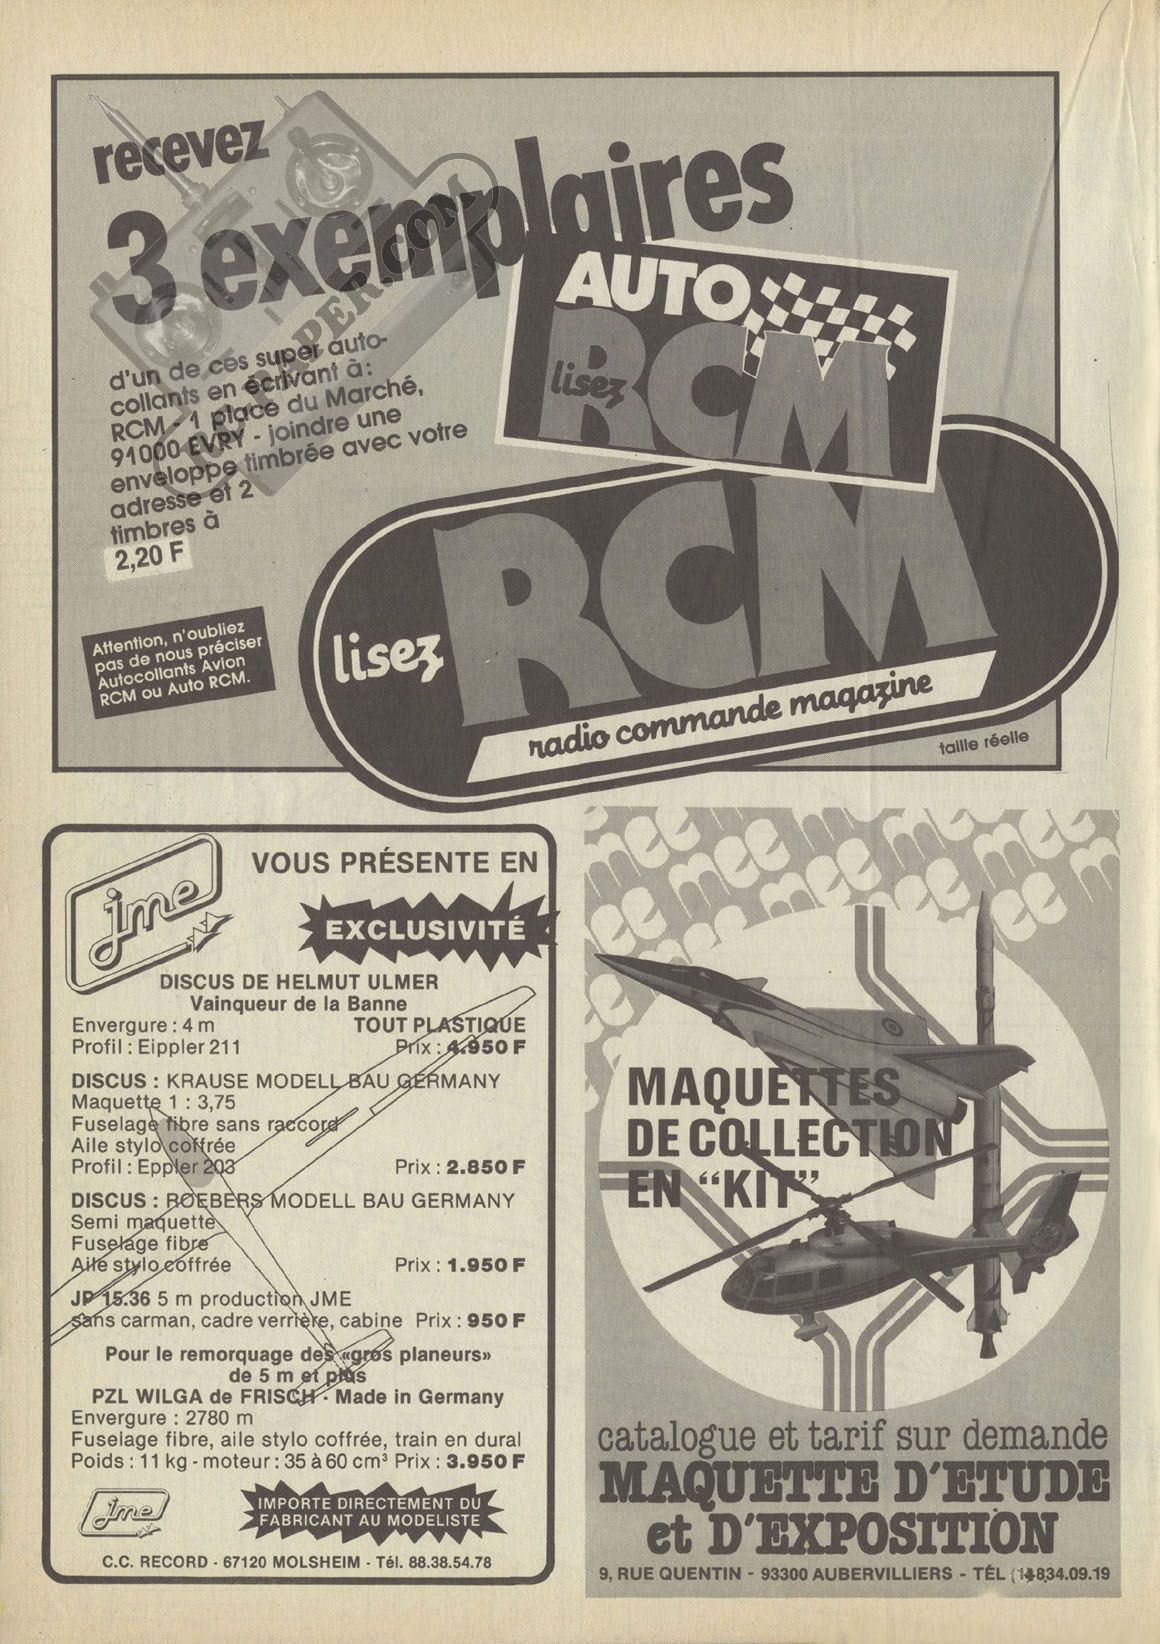 recevez
3 exemplaires
d'un de ces super auto-
collants en écrivant à:
RCM - 1 place du Marché,
91000 EVRY - joindre une
enveloppe timbrée avec votre
adresse et 2
timbres à
2,20 F
Attention, n'oubliez
pas de nous préciser
Autocollants Avion
RCM ou Auto RCM.
AUTO
lisez
RCM
lisez
RCM
radio commande magazine
taille réelle
jme
VOUS PRÉSENTE EN
EXCLUSIVITÉ
DISCUS DE HELMUT ULMER
Vainqueur de la Banne
Envergure : 4 m TOUT PLASTIQUE
Profil : Eippler 211 Prix : 4.950 F
DISCUS : KRAUSE MODELL BAU GERMANY
Maquette 1 : 3,75
Fuselage fibre sans raccord
Aile stylo coffrée
Profil : Eppler 203 Prix : 2.850 F
DISCUS : ROEBERS MODELL BAU GERMANY
Semi maquette
Fuselage fibre
Aile stylo coffrée Prix : 1.950 F
JP 15.36 5 m production JME
sans carman, cadre verrière, cabine Prix : 950 F
Pour le remorquage des «gros planeurs»
de 5 m et plus
PZL WILGA de FRISCH - Made in Germany
Envergure : 2780 m
Fuselage fibre, aile stylo coffrée, train en dural
Poids : 11 kg - moteur : 35 à 60 cm³ Prix : 3.950 F
jme
IMPORTE DIRECTEMENT DU
FABRICANT AU MODELISTE
C.C. RECORD - 67120 MOLSHEIM - Tél. 88.38.54.78
mee mee mee
MAQUETTES
DE COLLECTION
EN "KIT"
catalogue et tarif sur demande
MAQUETTE D'ETUDE
et D'EXPOSITION
9, RUE QUENTIN - 93300 AUBERVILLIERS - TÉL 834.09.19